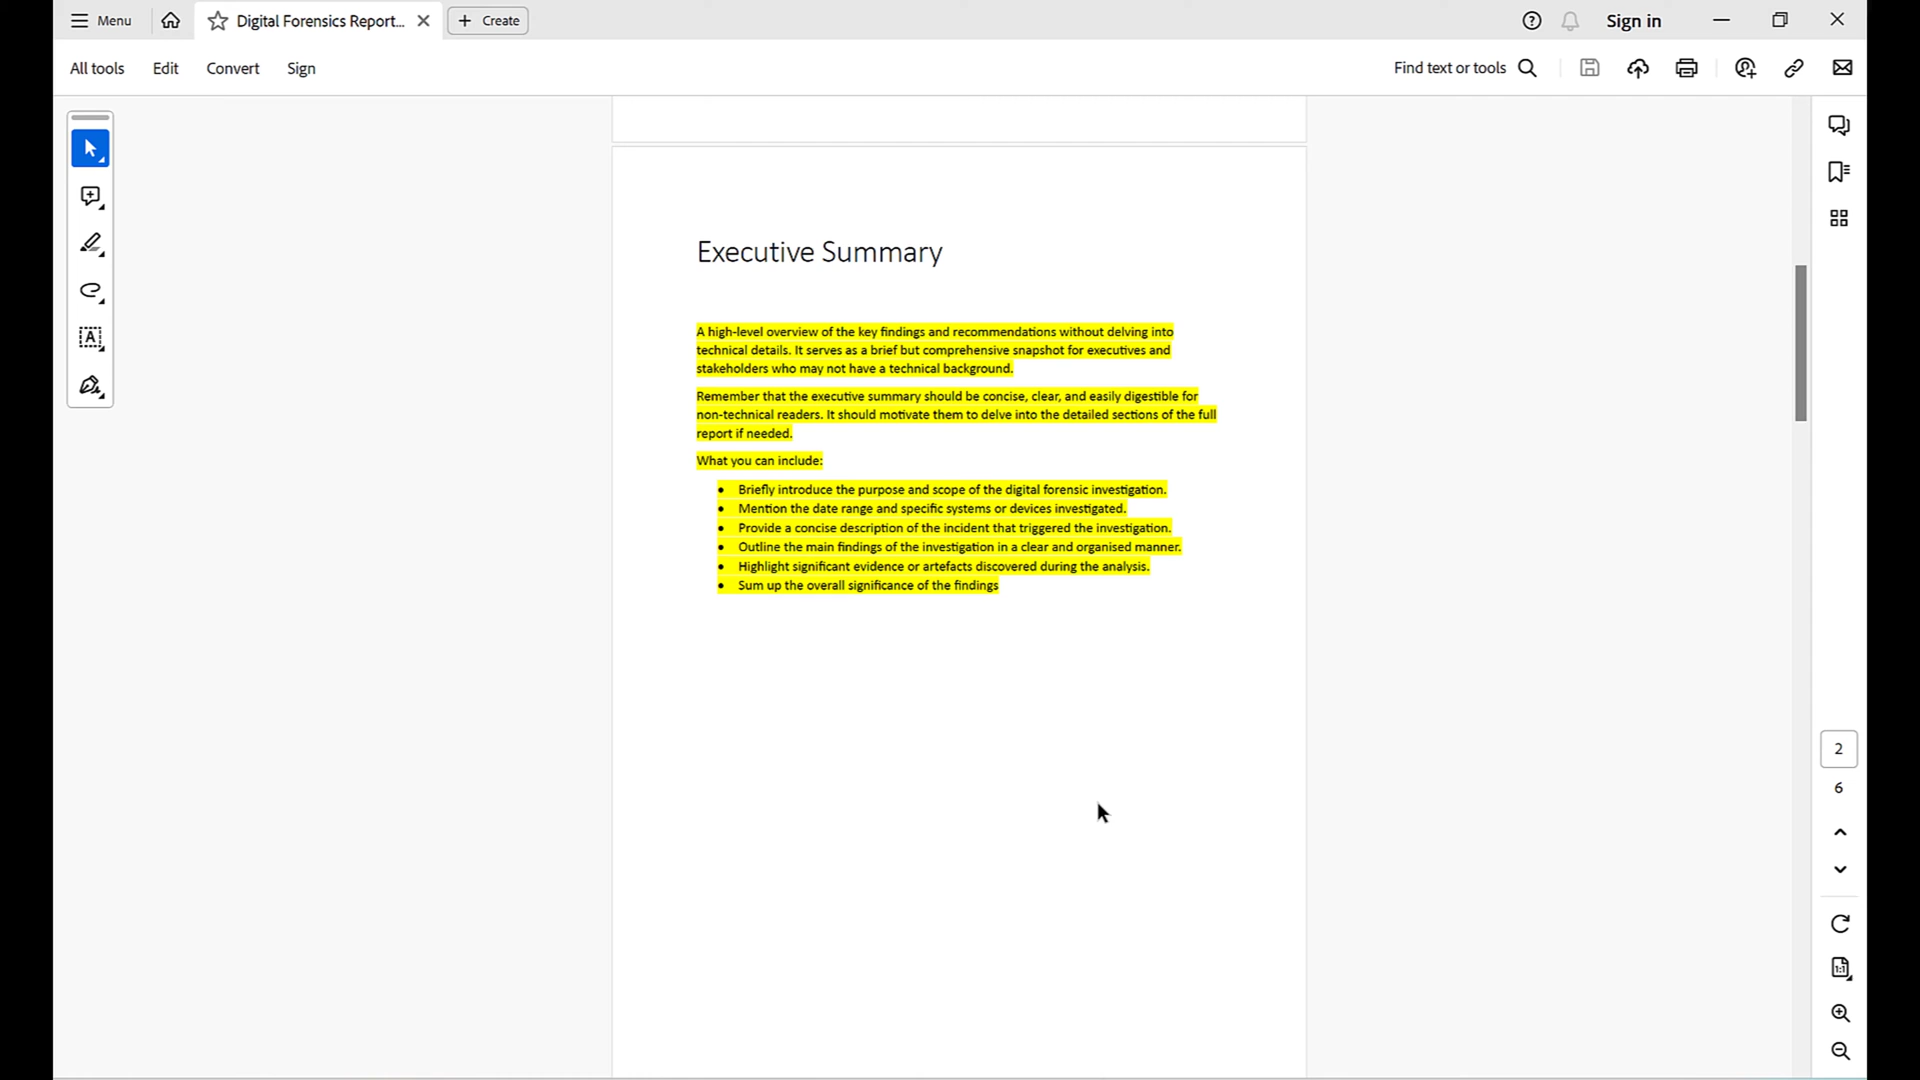 Menu
Digital Forensics Report...
Create
Sign in
All tools
Edit
Convert
Sign
Find text or tools
Executive Summary
A high-level overview of the key findings and recommendations without delving into
technical details. It serves as a brief but comprehensive snapshot for executives and
stakeholders who may not have a technical background.
Remember that the executive summary should be concise, clear, and easily digestible for
non-technical readers. It should motivate them to delve into the detailed sections of the full
report if needed.
What you can include:
• Briefly introduce the purpose and scope of the digital forensic investigation.
• Mention the date range and specific systems or devices investigated.
• Provide a concise description of the incident that triggered the investigation.
• Outline the main findings of the investigation in a clear and organised manner.
• Highlight significant evidence or artefacts discovered during the analysis.
• Sum up the overall significance of the findings
2
6